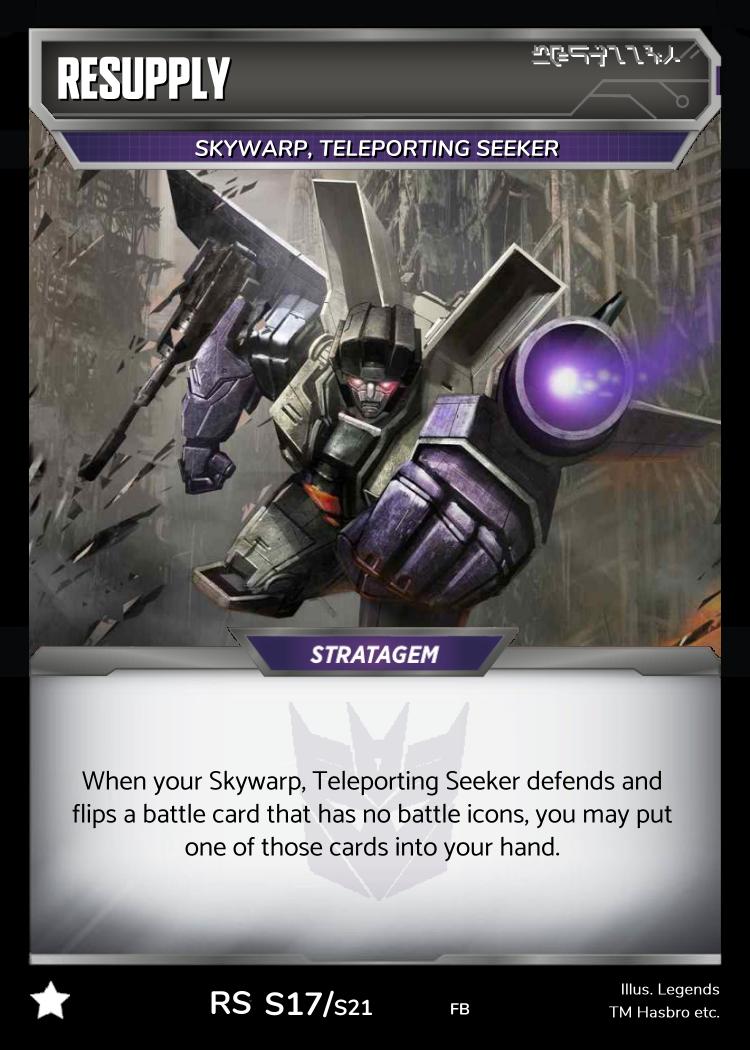 RESUPPLY
SKYWARP, TELEPORTING SEEKER
STRATAGEM
When your Skywarp, Teleporting Seeker defends and
flips a battle card that has no battle icons, you may put
one of those cards into your hand.
RS S17/S21
FB
Illus. Legends
TM Hasbro etc.